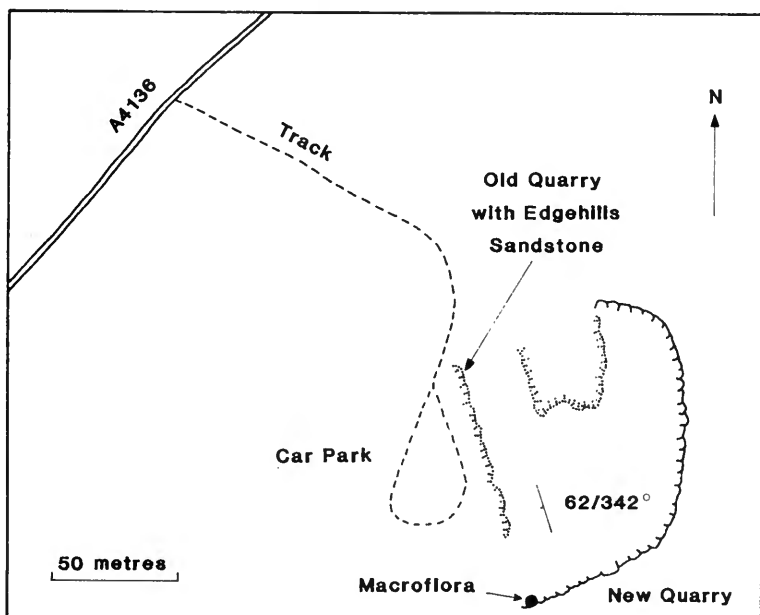 A4136
N
Track
Old Quarry
with Edgehills
Sandstone
Car Park
62/342°
50 metres
Macroflora
New Quarry